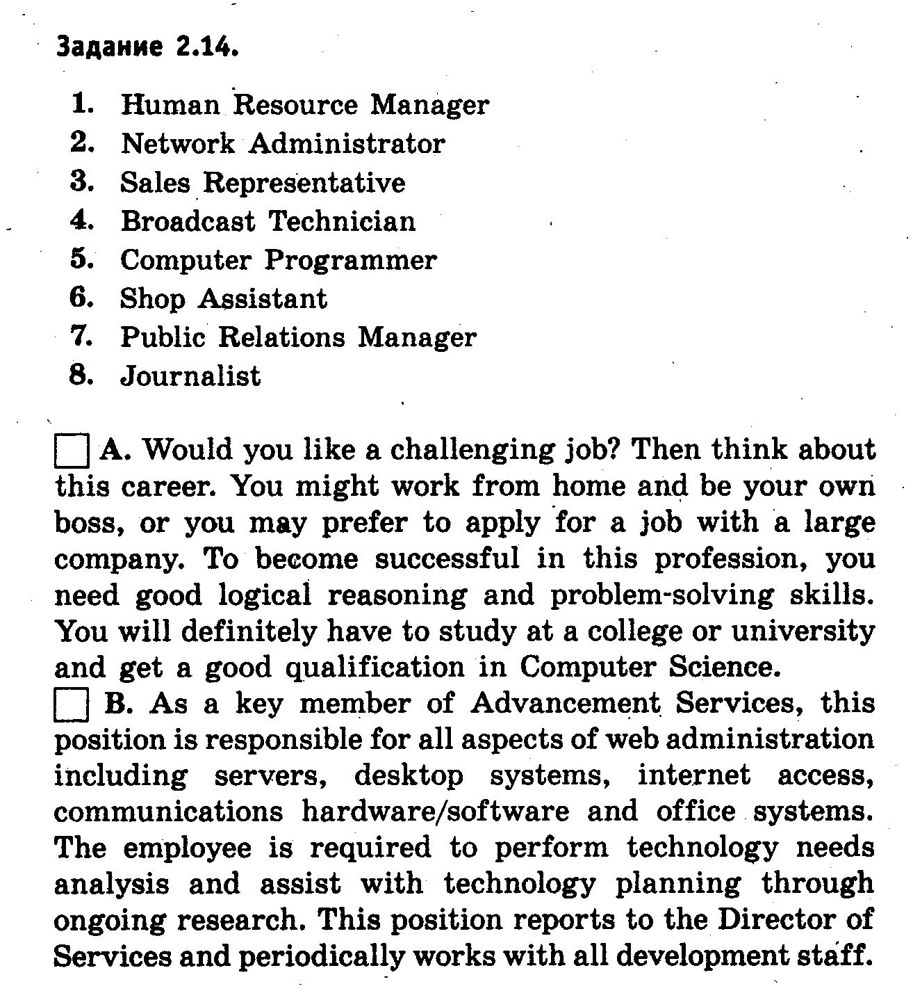 Задание 2.14.
1. Human Resource Manager
2. Network Administrator
3. Sales Representative
4. Broadcast Technician
5. Computer Programmer
6. Shop Assistant
7. Public Relations Manager
8. Journalist
A. Would you like a challenging job? Then think about
this career. You might work from home and be your own
boss, or you may prefer to apply for a job with a large
company. To become successful in this profession, you
need good logical reasoning and problem-solving skills.
You will definitely have to study at a college or university
and get a good qualification in Computer Science.
B. As a key member of Advancement Services, this
position is responsible for all aspects of web administration
including servers, desktop systems, internet access,
communications hardware/software and office systems.
The employee is required to perform technology needs
analysis and assist with technology planning through
ongoing research. This position reports to the Director of
Services and periodically works with all development staff.